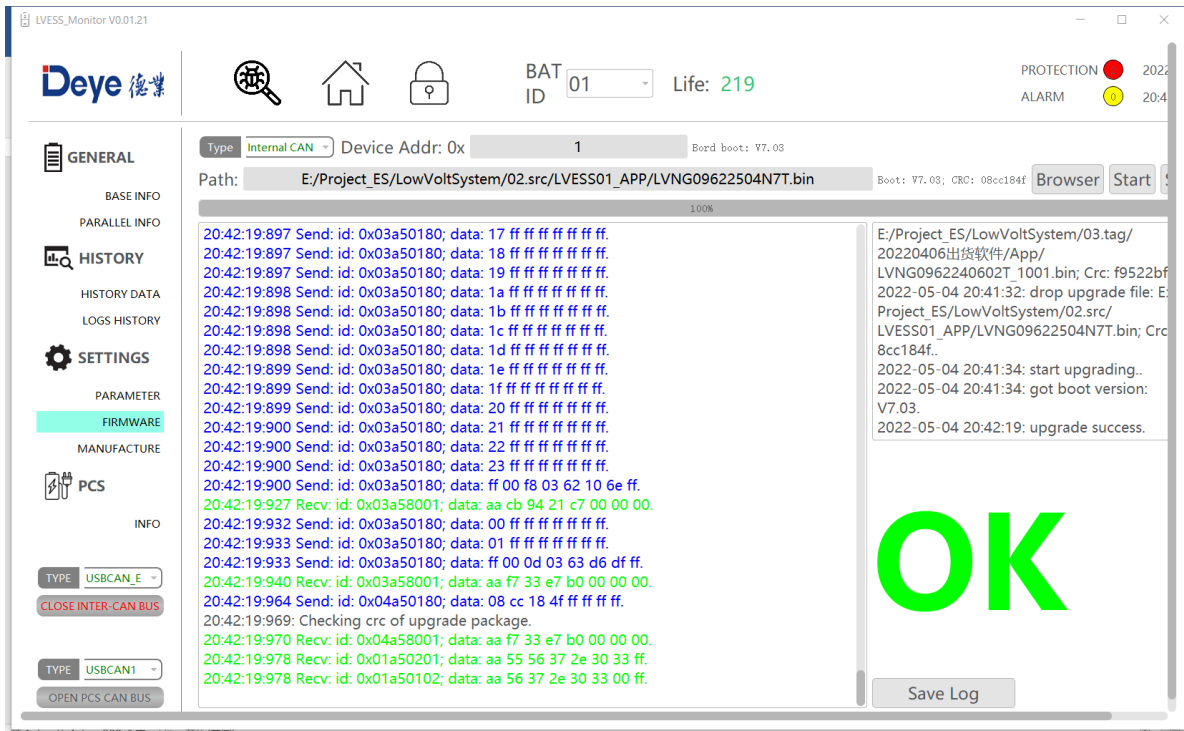 LVESS_Monitor V0.01.21
Deye 德業
BAT ID 01 Life: 219
PROTECTION 2022
ALARM 0 20:4
GENERAL
BASE INFO
PARALLEL INFO
HISTORY
HISTORY DATA
LOGS HISTORY
SETTINGS
PARAMETER
FIRMWARE
MANUFACTURE
PCS
INFO
TYPE USBCAN_E
CLOSE INTER-CAN BUS
TYPE USBCAN1
OPEN PCS CAN BUS
Type Internal CAN Device Addr: 0x 1 Bord boot: V7.03
Path: E:/Project_ES/LowVoltSystem/02.src/LVESS01_APP/LVNG09622504N7T.bin Boot: V7.03; CRC: 08cc184f Browser Start
100%
20:42:19:897 Send: id: 0x03a50180; data: 17 ff ff ff ff ff ff ff.
20:42:19:897 Send: id: 0x03a50180; data: 18 ff ff ff ff ff ff ff.
20:42:19:897 Send: id: 0x03a50180; data: 19 ff ff ff ff ff ff ff.
20:42:19:898 Send: id: 0x03a50180; data: 1a ff ff ff ff ff ff ff.
20:42:19:898 Send: id: 0x03a50180; data: 1b ff ff ff ff ff ff ff.
20:42:19:898 Send: id: 0x03a50180; data: 1c ff ff ff ff ff ff ff.
20:42:19:898 Send: id: 0x03a50180; data: 1d ff ff ff ff ff ff ff.
20:42:19:899 Send: id: 0x03a50180; data: 1e ff ff ff ff ff ff ff.
20:42:19:899 Send: id: 0x03a50180; data: 1f ff ff ff ff ff ff ff.
20:42:19:899 Send: id: 0x03a50180; data: 20 ff ff ff ff ff ff ff.
20:42:19:900 Send: id: 0x03a50180; data: 21 ff ff ff ff ff ff ff.
20:42:19:900 Send: id: 0x03a50180; data: 22 ff ff ff ff ff ff ff.
20:42:19:900 Send: id: 0x03a50180; data: 23 ff ff ff ff ff ff ff.
20:42:19:900 Send: id: 0x03a50180; data: ff 00 f8 03 62 10 6e ff.
20:42:19:927 Recv: id: 0x03a58001; data: aa cb 94 21 c7 00 00 00.
20:42:19:932 Send: id: 0x03a50180; data: 00 ff ff ff ff ff ff ff.
20:42:19:933 Send: id: 0x03a50180; data: 01 ff ff ff ff ff ff ff.
20:42:19:933 Send: id: 0x03a50180; data: ff 00 0d 03 63 d6 df ff.
20:42:19:940 Recv: id: 0x03a58001; data: aa f7 33 e7 b0 00 00 00.
20:42:19:964 Send: id: 0x04a50180; data: 08 cc 18 4f ff ff ff ff.
20:42:19:969: Checking crc of upgrade package.
20:42:19:970 Recv: id: 0x04a58001; data: aa f7 33 e7 b0 00 00 00.
20:42:19:978 Recv: id: 0x01a50201; data: aa 55 56 37 2e 30 33 ff.
20:42:19:978 Recv: id: 0x01a50102; data: aa 56 37 2e 30 33 00 ff.
E:/Project_ES/LowVoltSystem/03.tag/
20220406出货软件/App/
LVNG0962240602T_1001.bin; Crc: f9522bf
2022-05-04 20:41:32: drop upgrade file: E:
Project_ES/LowVoltSystem/02.src/
LVESS01_APP/LVNG09622504N7T.bin; Crc
8cc184f..
2022-05-04 20:41:34: start upgrading..
2022-05-04 20:41:34: got boot version:
V7.03.
2022-05-04 20:42:19: upgrade success.
OK
Save Log